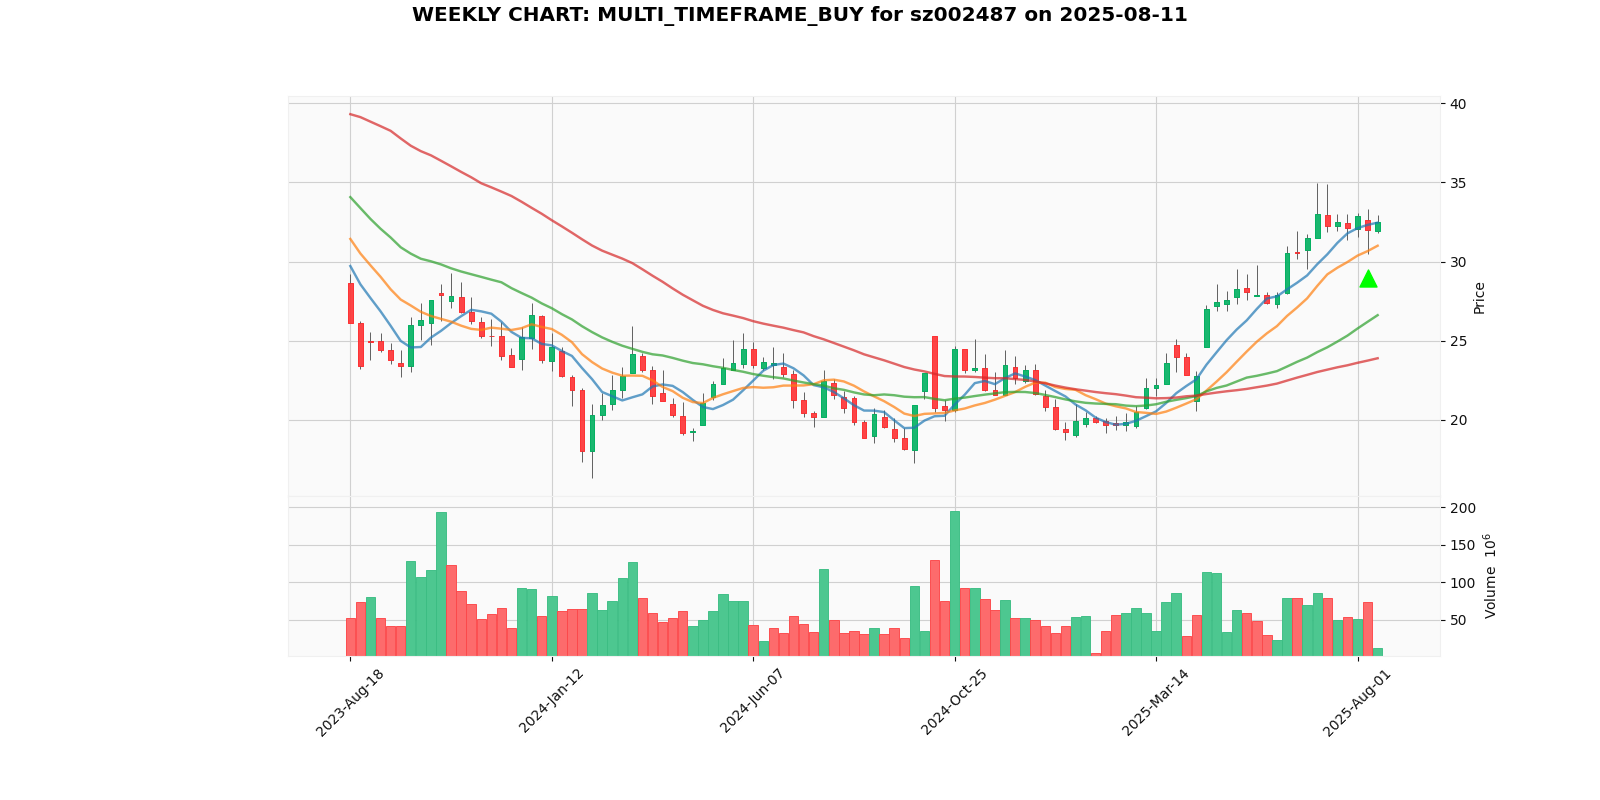 WEEKLY CHART: MULTI_TIMEFRAME_BUY for sz002487 on 2025-08-11
40
35
30
25
20
Price
200
150
100
50
Volume 10^6
2023-Aug-18
2024-Jan-12
2024-Jun-07
2024-Oct-25
2025-Mar-14
2025-Aug-01